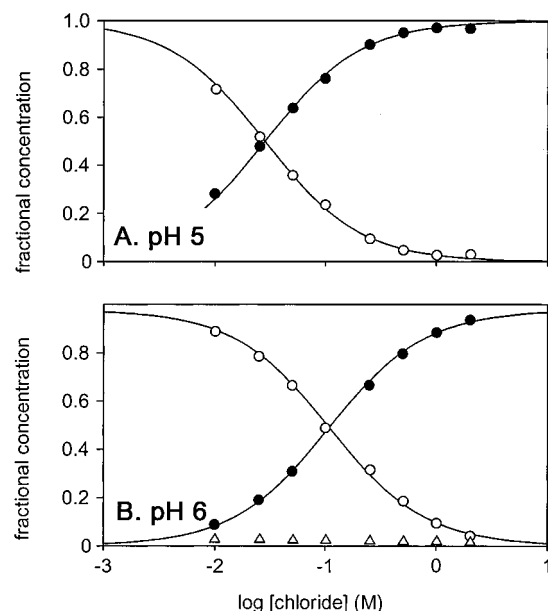 1.0
0.8
0.6
0.4
0.2
0
fractional concentration
A. pH 5
0.8
0.6
0.4
0.2
0
fractional concentration
B. pH 6
-3 -2 -1 0 1
log [chloride] (M)